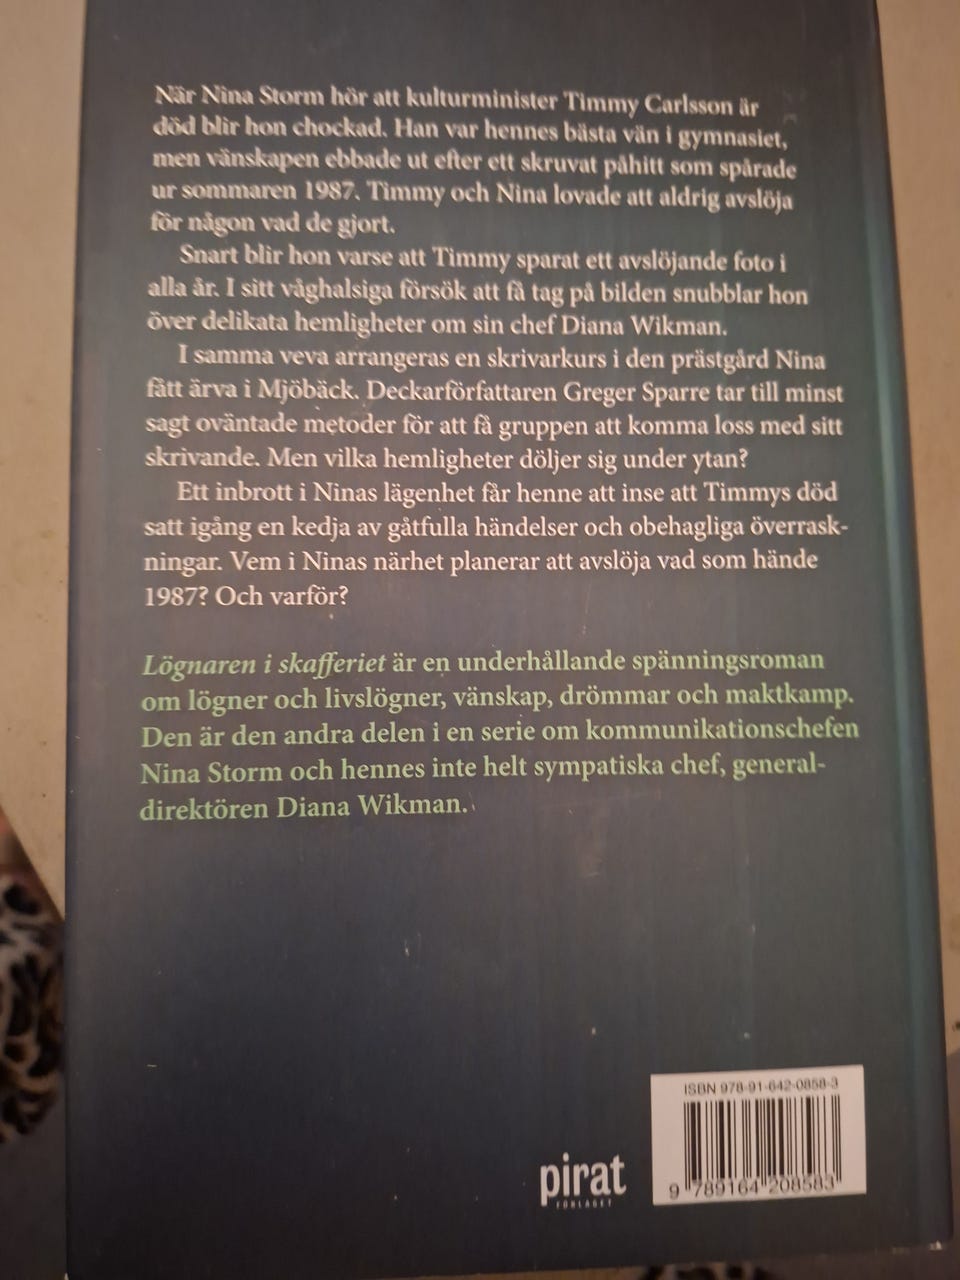 När Nina Storm hör att kulturminister Timmy Carlsson är
död blir hon chockad. Han var hennes bästa vän i gymnasiet,
men vänskapen ebbade ut efter ett skruvat påhitt som spårade
ur sommaren 1987. Timmy och Nina lovade att aldrig avslöja
för någon vad de gjort.
Snart blir hon varse att Timmy sparat ett avslöjande foto i
alla år. I sitt våghalsiga försök att få tag på bilden snubblar hon
över delikata hemligheter om sin chef Diana Wikman.
I samma veva arrangeras en skrivarkurs i den prästgård Nina
fått ärva i Mjöbäck. Deckarförfattaren Greger Sparre tar till minst
sagt oväntade metoder för att få gruppen att komma loss med sitt
skrivande. Men vilka hemligheter döljer sig under ytan?
Ett inbrott i Ninas lägenhet får henne att inse att Timmys död
satt igång en kedja av gåtfulla händelser och obehagliga överrask-
ningar. Vem i Ninas närhet planerar att avslöja vad som hände
1987? Och varför?
Lögnaren i skafferiet är en underhållande spänningsroman
om lögner och livslögner, vänskap, drömmar och maktkamp.
Den är den andra delen i en serie om kommunikationschefen
Nina Storm och hennes inte helt sympatiska chef, general-
direktören Diana Wikman.
ISBN 978-91-642-0858-3
9 789164 208583
pirat
FÖRLAGET